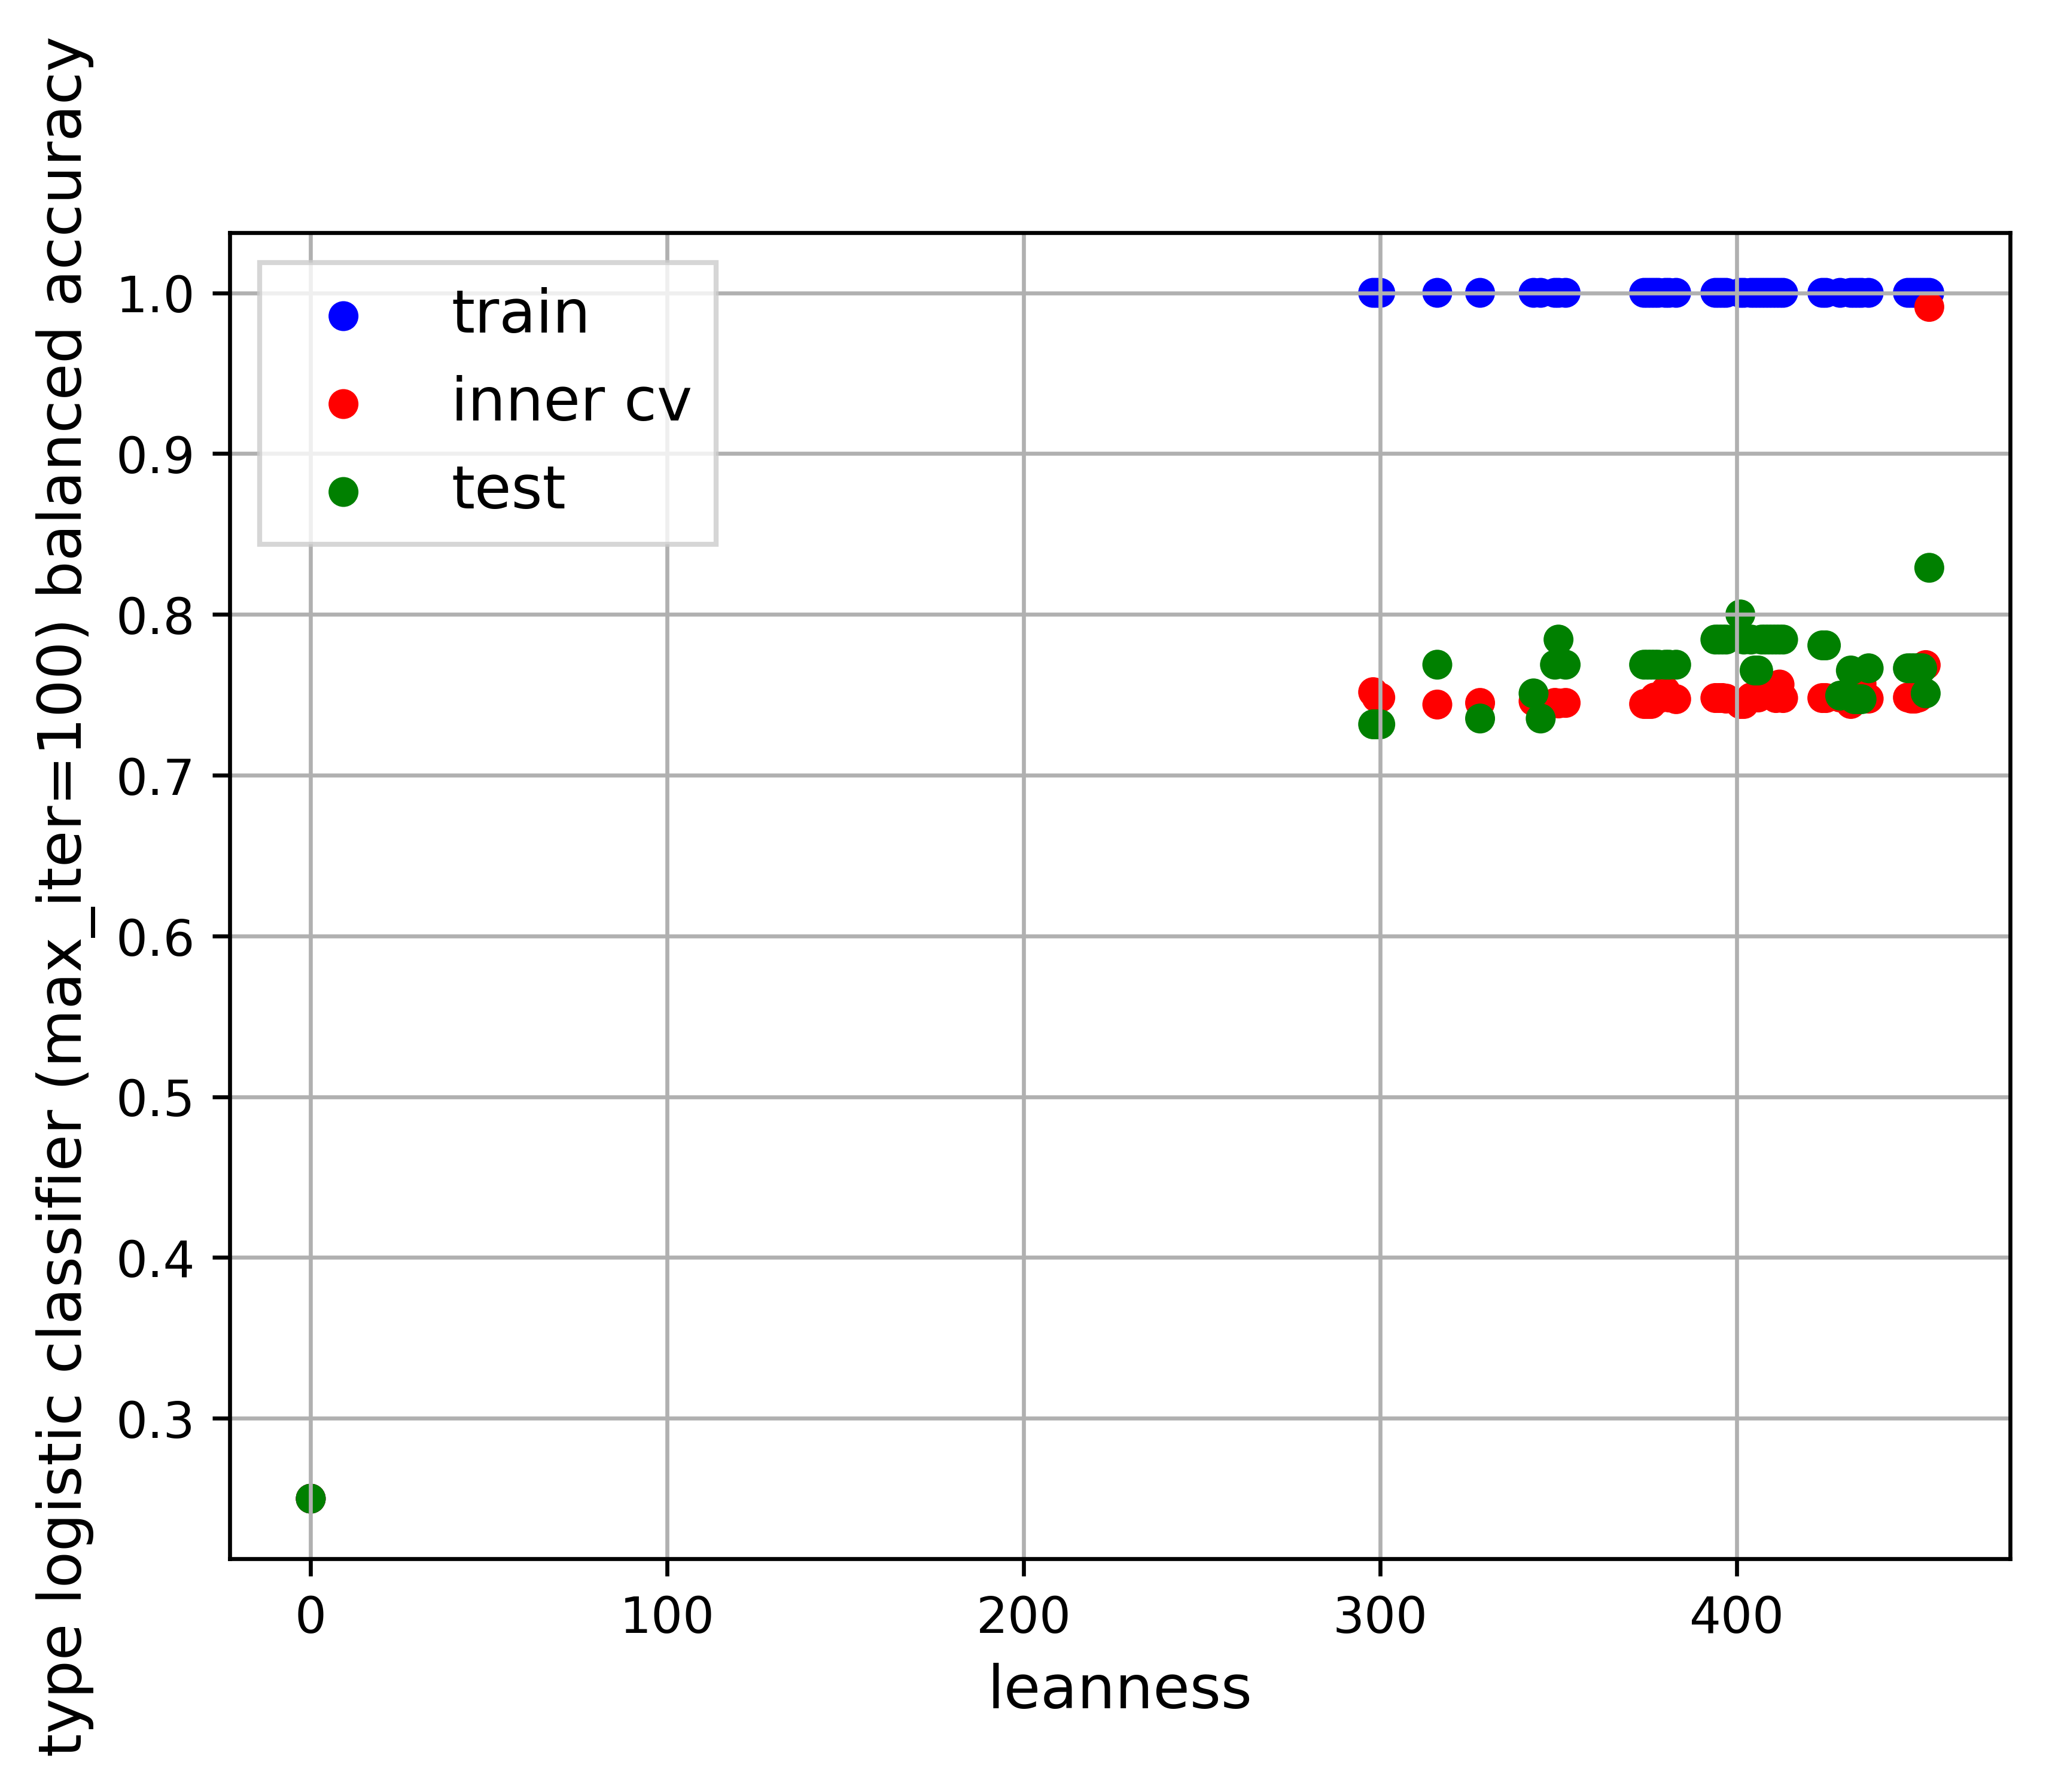 type logistic classifier (max_iter=100) balanced accuracy
1.0
0.9
0.8
0.7
0.6
0.5
0.4
0.3
train
inner cv
test
0 100 200 300 400
leanness